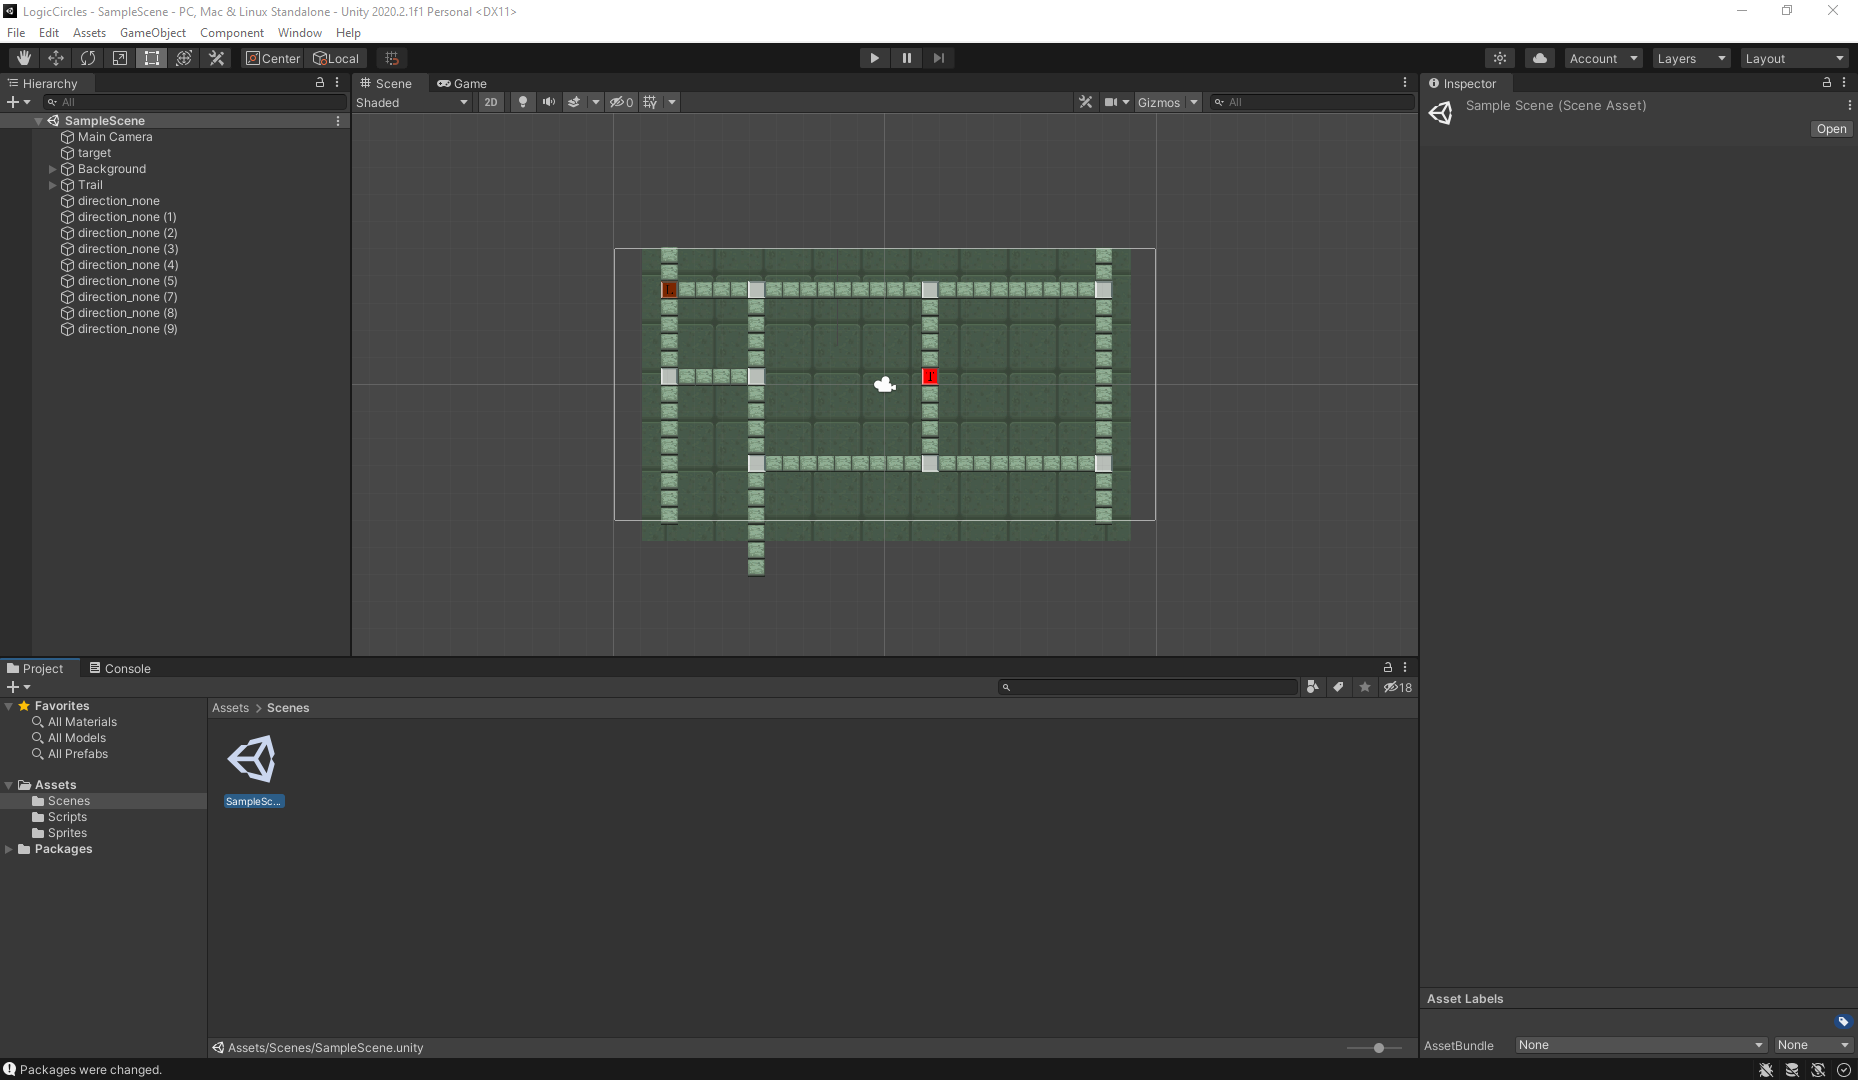 LogicCircles - SampleScene - PC, Mac & Linux Standalone - Unity 2020.2.1f1 Personal <DX11>
File Edit Assets GameObject Component Window Help
Center Local Account Layers Layout
Hierarchy
All
SampleScene
Main Camera
target
Background
Trail
direction_none
direction_none (1)
direction_none (2)
direction_none (3)
direction_none (4)
direction_none (5)
direction_none (7)
direction_none (8)
direction_none (9)
Scene Game
Shaded 2D 0 Gizmos All
L
1
Inspector
Sample Scene (Scene Asset)
Open
Project Console
18
Favorites
All Materials
All Models
All Prefabs
Assets
Scenes
Scripts
Sprites
Packages
Assets > Scenes
SampleSc...
Assets/Scenes/SampleScene.unity
Asset Labels
AssetBundle None None
Packages were changed.